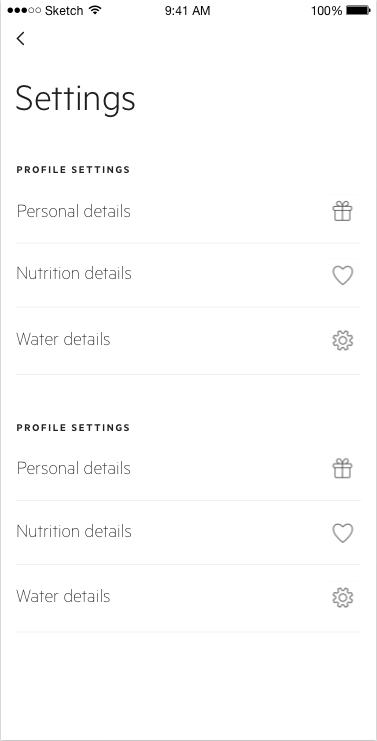 Sketch 9:41 AM 100%
Settings
PROFILE SETTINGS
Personal details
Nutrition details
Water details
PROFILE SETTINGS
Personal details
Nutrition details
Water details